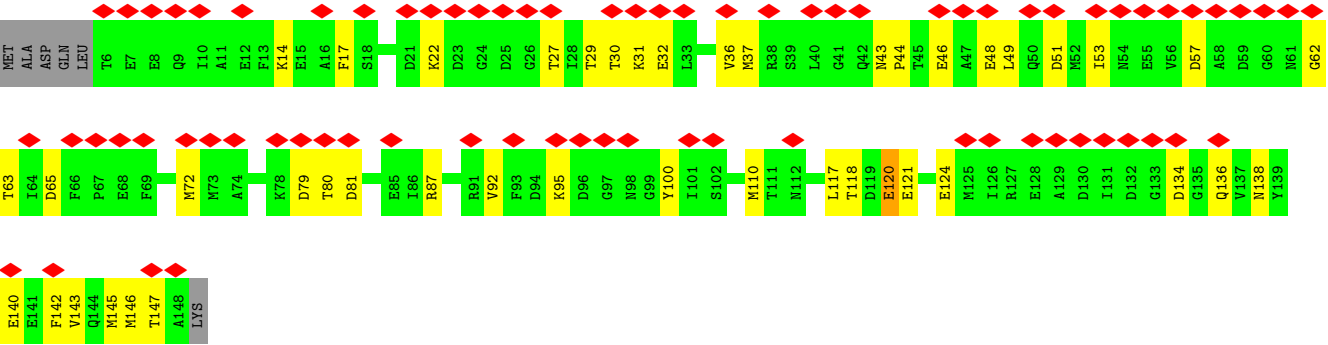 MET ALA ASP GLN LEU T6 E7 E8 Q9 I10 A11 E12 F13 K14 E15 A16 F17 S18 D21 K22 D23 G24 D25 G26 T27 I28 T29 T30 K31 E32 L33 V36 M37 R38 S39 L40 G41 Q42 N43 P44 T45 E46 A47 E48 L49 Q50 D51 M52 I53 N54 E55 V56 D57 A58 D59 G60 N61 G62
T63 I64 D65 F66 P67 E68 F69 M72 M73 A74 K78 D79 T80 D81 E85 I86 R87 R91 V92 F93 D94 K95 D96 G97 N98 G99 Y100 I101 S102 M110 T111 N112 L117 T118 D119 E120 E121 E124 M125 I126 R127 E128 A129 D130 I131 D132 G133 D134 G135 Q136 V137 N138 Y139
E140 E141 F142 V143 Q144 M145 M146 T147 A148 LYS